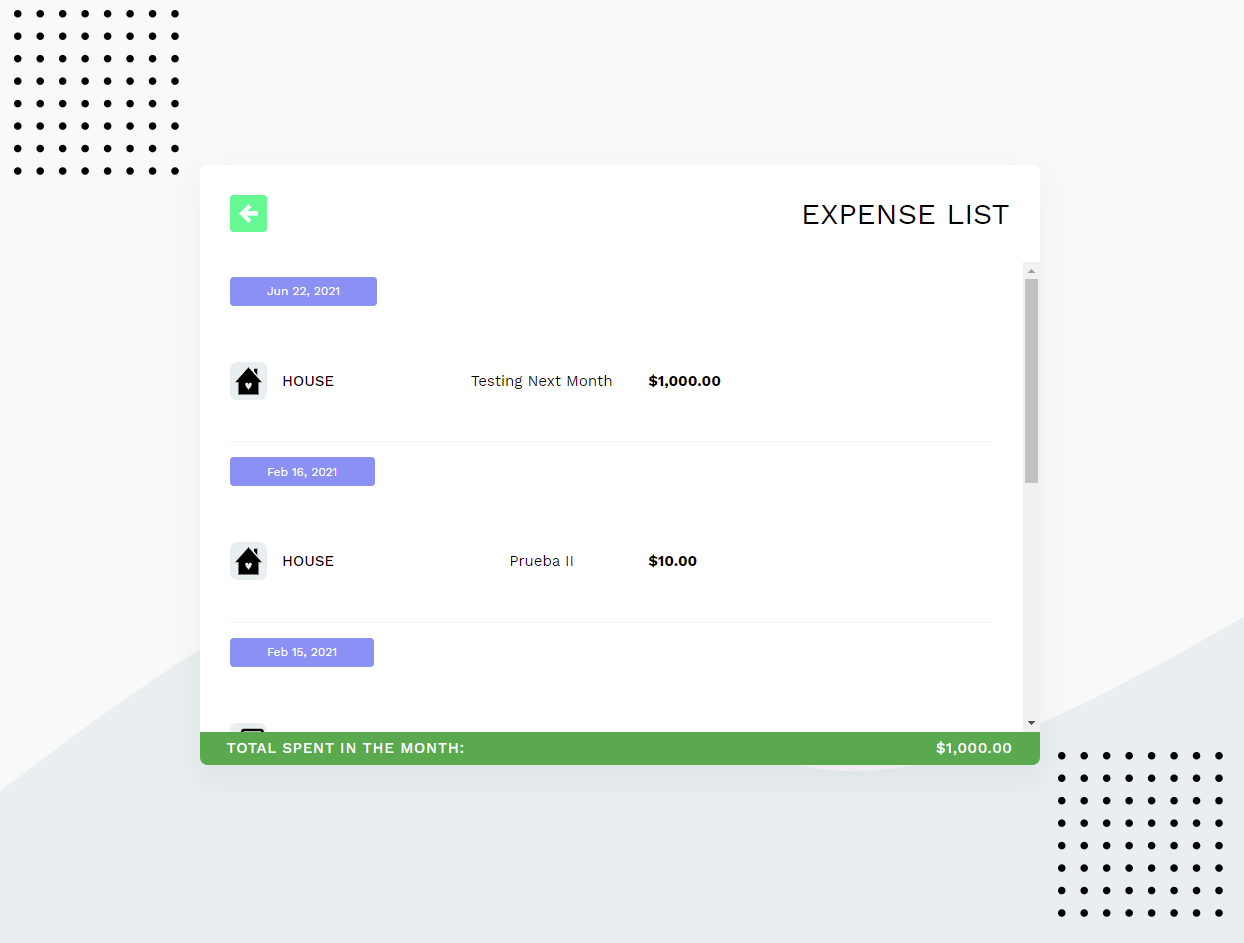 EXPENSE LIST
Jun 22, 2021
HOUSE Testing Next Month $1,000.00
Feb 16, 2021
HOUSE Prueba II $10.00
Feb 15, 2021
TOTAL SPENT IN THE MONTH: $1,000.00